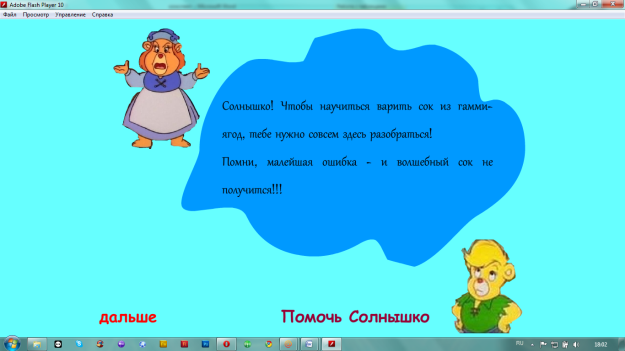 Adobe Flash Player 10
Файл Просмотр Управление Справка
Солнышко! Чтобы научиться варить сок из гамми-
ягод, тебе нужно совсем здесь разобраться!
Помни, малейшая ошибка - и волшебный сок не
получится!!!
дальше
Помочь Солнышко
RU
18:02